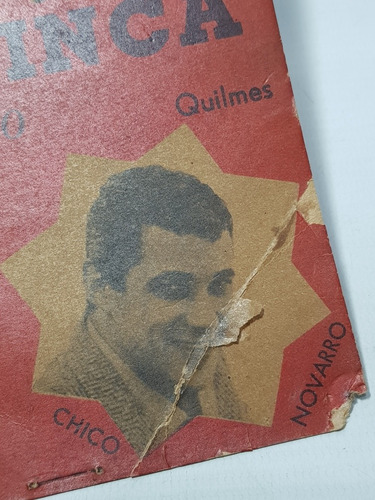 INCA
Quilmes
CHICO
NOVARRO